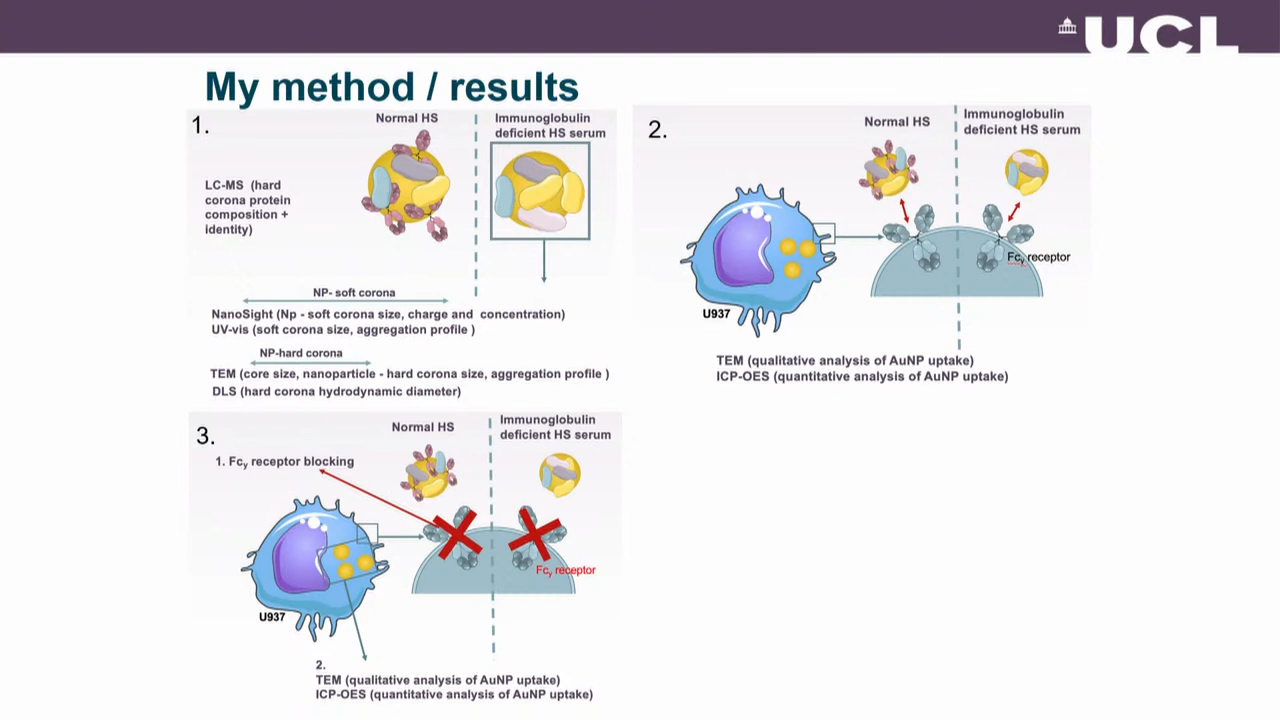 UCL
My method / results
1.
Normal HS
Immunoglobulin
deficient HS serum
LC-MS (hard
corona protein
composition +
identity)
NP- soft corona
NanoSight (Np - soft corona size, charge and concentration)
UV-vis (soft corona size, aggregation profile )
NP-hard corona
TEM (core size, nanoparticle - hard corona size, aggregation profile )
DLS (hard corona hydrodynamic diameter)
2.
Normal HS
Immunoglobulin
deficient HS serum
Fcγ receptor
U937
TEM (qualitative analysis of AuNP uptake)
ICP-OES (quantitative analysis of AuNP uptake)
3.
Normal HS
Immunoglobulin
deficient HS serum
1. Fcγ receptor blocking
Fcγ receptor
U937
2.
TEM (qualitative analysis of AuNP uptake)
ICP-OES (quantitative analysis of AuNP uptake)